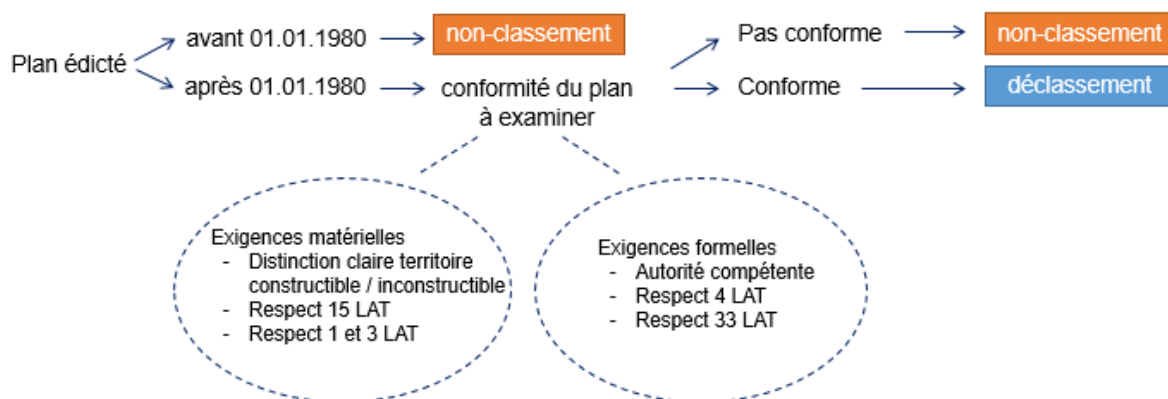 Plan édicté
avant 01.01.1980
non-classement
après 01.01.1980
conformité du plan
à examiner
Pas conforme
non-classement
Conforme
déclassement
Exigences matérielles
- Distinction claire territoire
constructible / inconstructible
- Respect 15 LAT
- Respect 1 et 3 LAT
Exigences formelles
- Autorité compétente
- Respect 4 LAT
- Respect 33 LAT